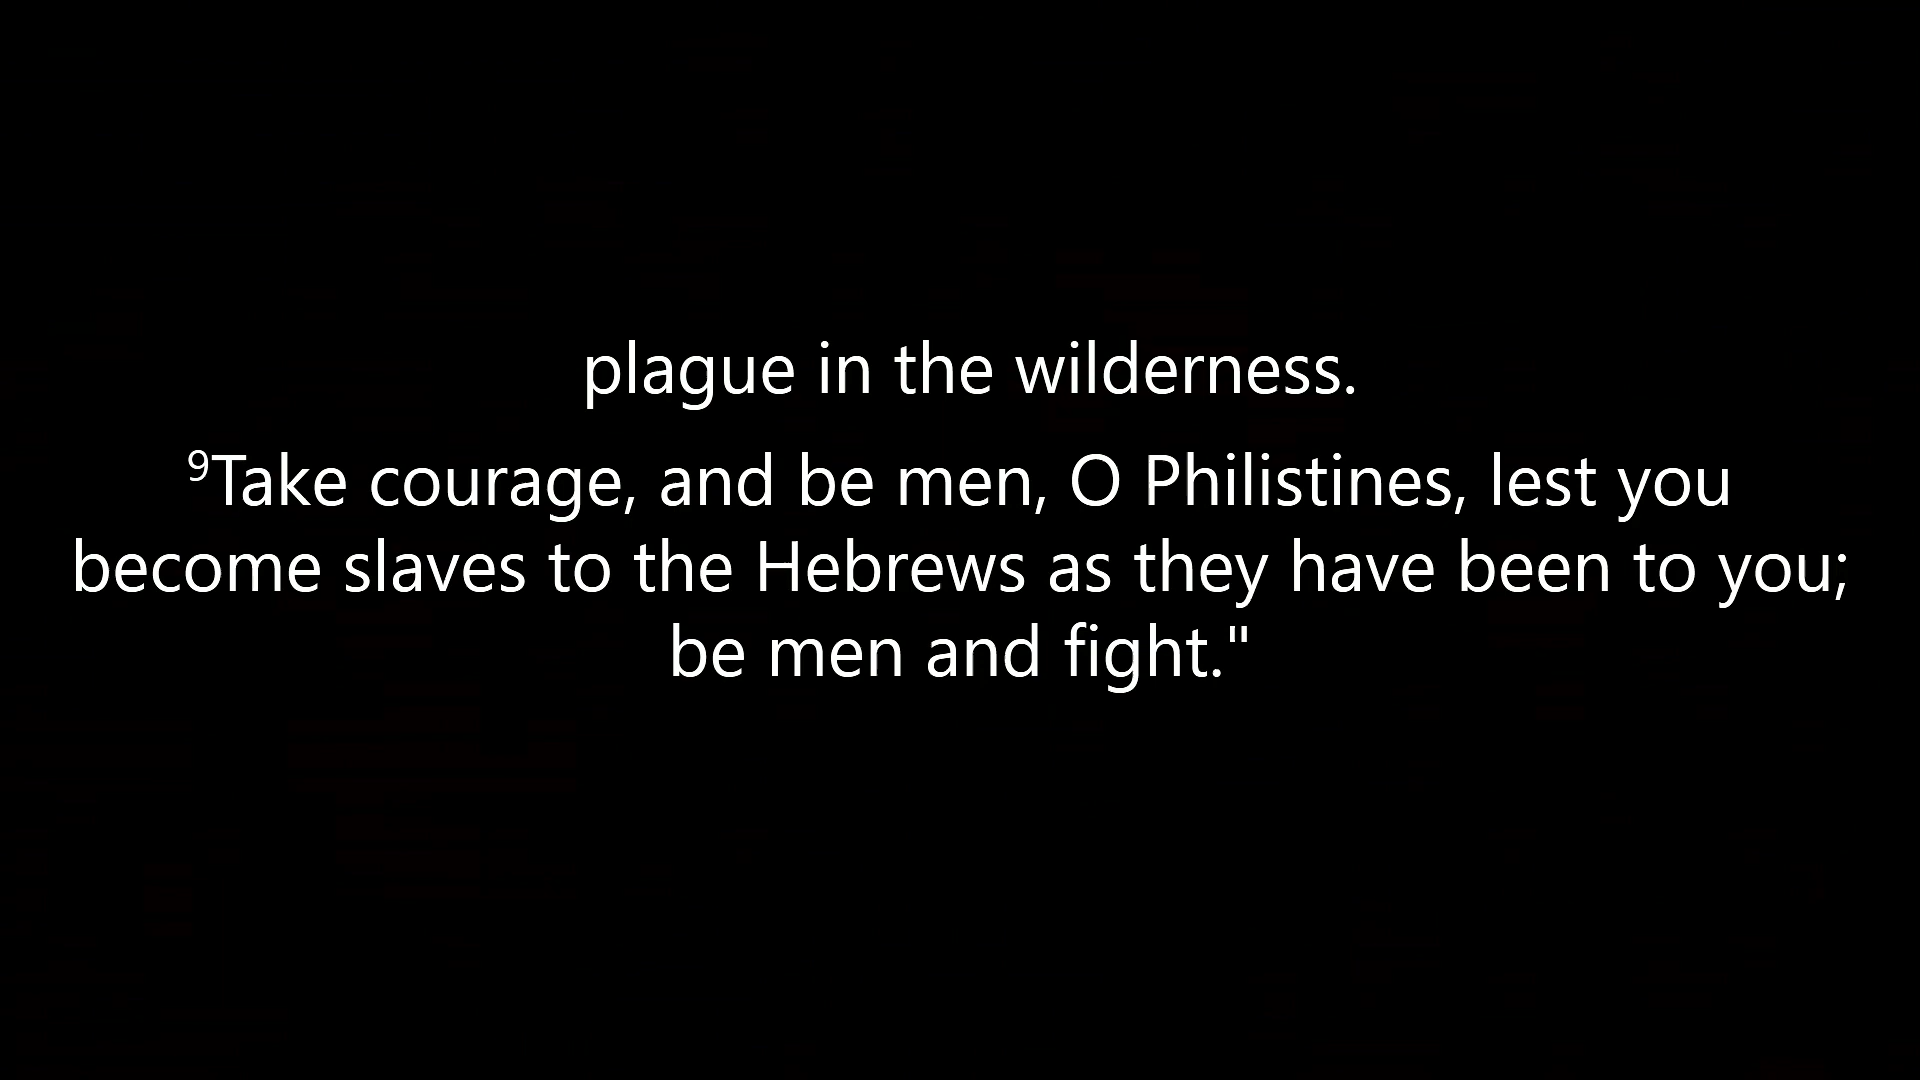 plague in the wilderness.
⁹Take courage, and be men, O Philistines, lest you
become slaves to the Hebrews as they have been to you;
be men and fight."